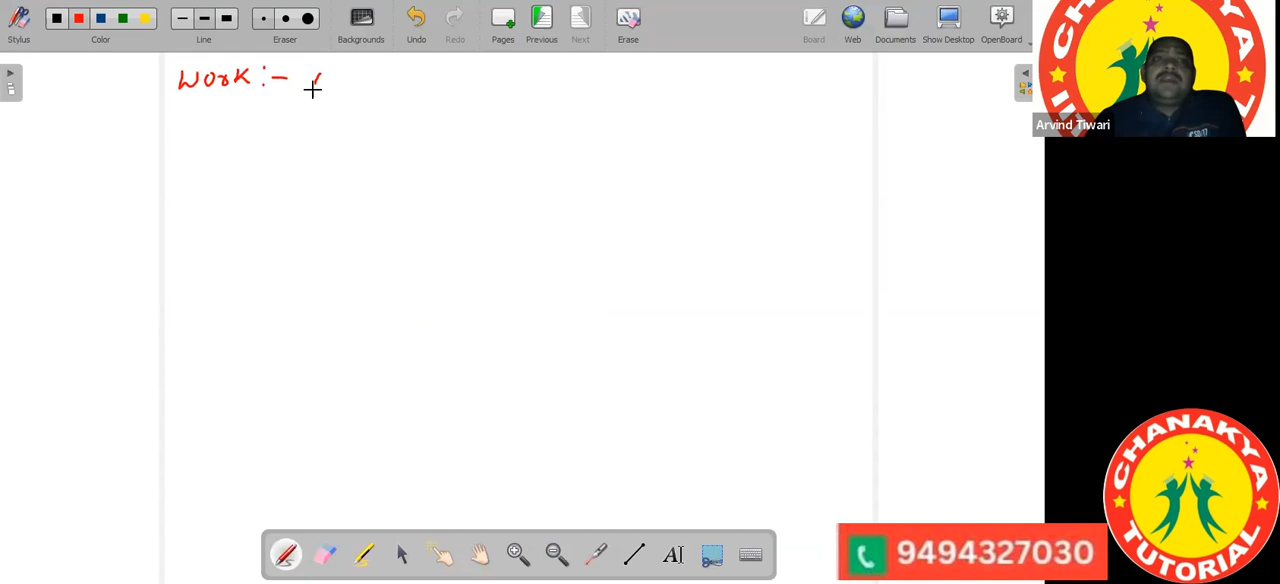 Stylus Color Line Eraser Backgrounds Undo Redo Pages Previous Next Erase Board Web Documents Show Desktop OpenBoard
Work :-
Arvind Tiwari
CHANAKYA
TUTORIAL
9494327030